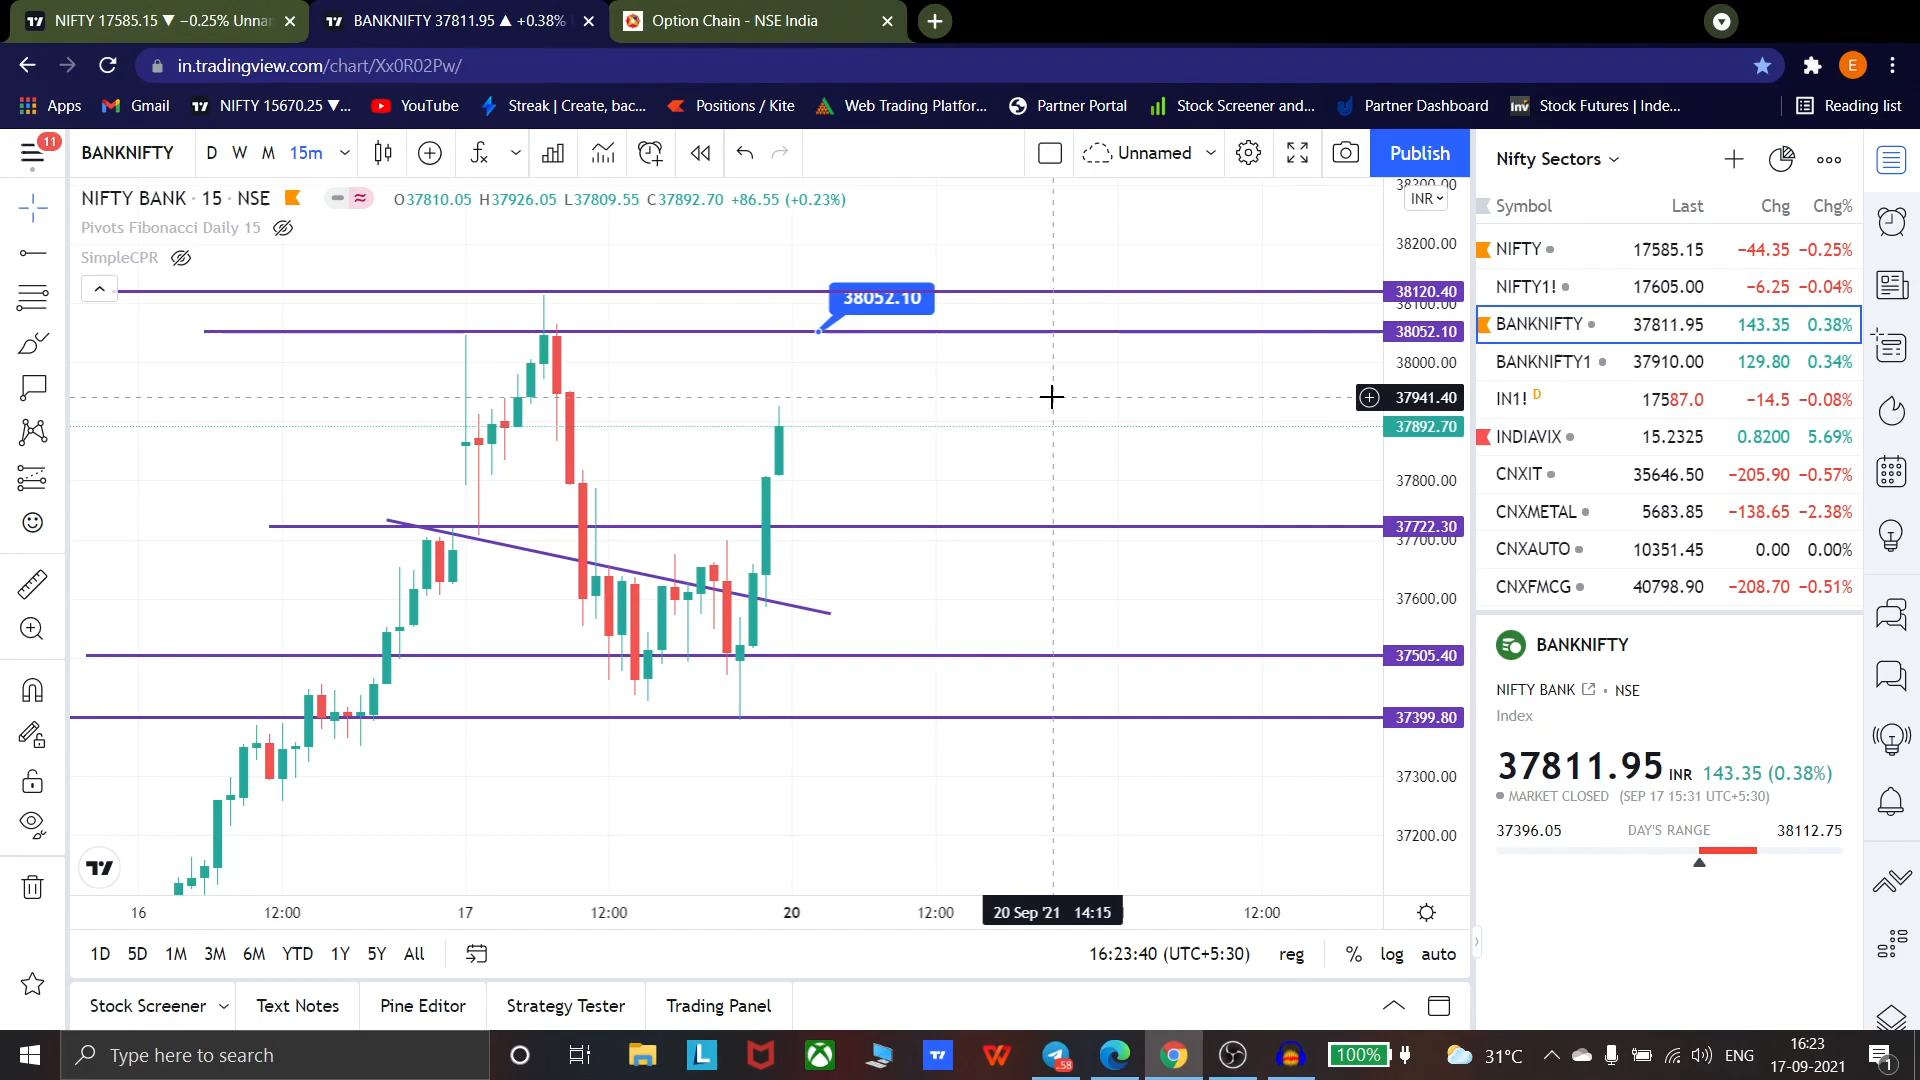 NIFTY 17585.15 ▼ −0.25% Unna
BANKNIFTY 37811.95 ▲ +0.38%
Option Chain - NSE India
in.tradingview.com/chart/Xx0R02Pw/
E
Apps
Gmail
NIFTY 15670.25 ▼...
YouTube
Streak | Create, bac...
Positions / Kite
Web Trading Platfor...
Partner Portal
Stock Screener and...
Partner Dashboard
Inv
Stock Futures | Inde...
Reading list
11
BANKNIFTY
D
W
M
15m
Unnamed
Publish
Nifty Sectors
NIFTY BANK · 15 · NSE
O37810.05 H37926.05 L37809.55 C37892.70 +86.55 (+0.23%)
Pivots Fibonacci Daily 15
SimpleCPR
INR
38052.10
38300.00
38200.00
38120.40
38100.00
38052.10
38000.00
37941.40
37892.70
37800.00
37722.30
37700.00
37600.00
37505.40
37399.80
37300.00
37200.00
16
12:00
17
12:00
20
12:00
20 Sep '21 14:15
12:00
1D
5D
1M
3M
6M
YTD
1Y
5Y
All
16:23:40 (UTC+5:30)
reg
%
log
auto
Stock Screener
Text Notes
Pine Editor
Strategy Tester
Trading Panel
Symbol Last Chg Chg%
NIFTY 17585.15 −44.35 −0.25%
NIFTY1! 17605.00 −6.25 −0.04%
BANKNIFTY 37811.95 143.35 0.38%
BANKNIFTY1 37910.00 129.80 0.34%
IN1! D 17587.0 −14.5 −0.08%
INDIAVIX 15.2325 0.8200 5.69%
CNXIT 35646.50 −205.90 −0.57%
CNXMETAL 5683.85 −138.65 −2.38%
CNXAUTO 10351.45 0.00 0.00%
CNXFMCG 40798.90 −208.70 −0.51%
BANKNIFTY
NIFTY BANK · NSE
Index
37811.95 INR 143.35 (0.38%)
MARKET CLOSED (SEP 17 15:31 UTC+5:30)
37396.05 DAY'S RANGE 38112.75
Type here to search
L
58
100%
31°C
ENG
16:23
17-09-2021
1